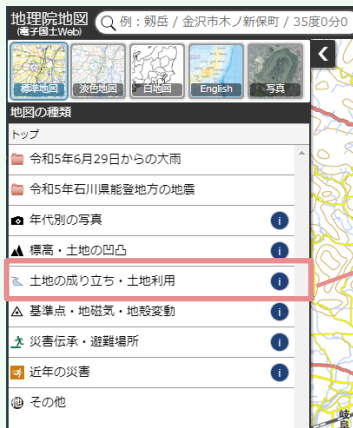 地理院地図
(電子国土Web)
例：剱岳 / 金沢市木ノ新保町 / 35度0分0
標準地図 淡色地図 白地図 English 写真
地図の種類
トップ
令和5年6月29日からの大雨
令和5年石川県能登地方の地震
年代別の写真
標高・土地の凹凸
土地の成り立ち・土地利用
基準点・地磁気・地殻変動
災害伝承・避難場所
近年の災害
その他
岐阜